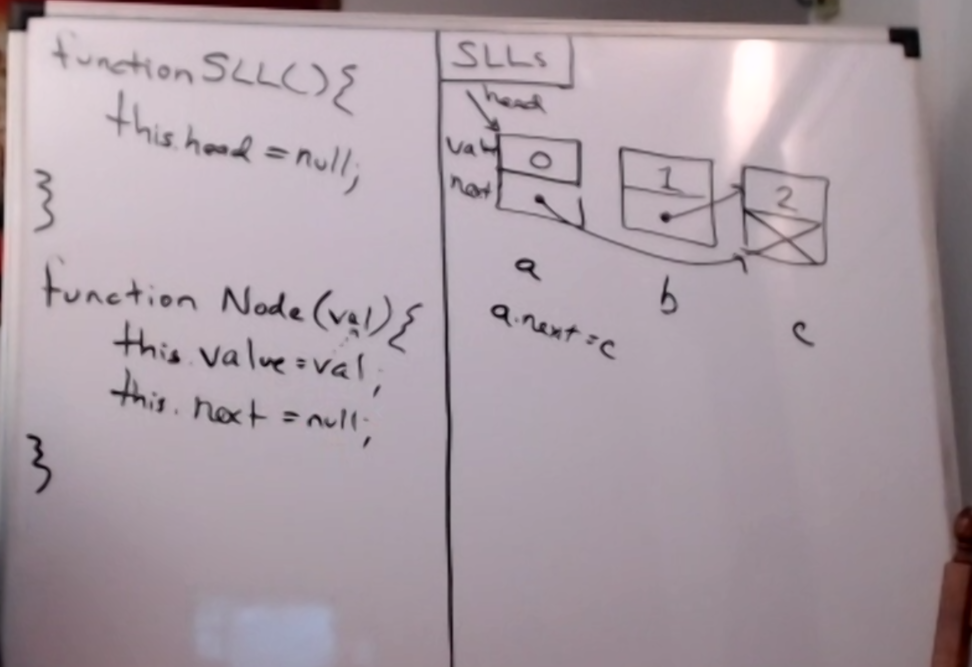 function SLL(){
this.head = null;
}
function Node(val){
this.value = val;
this.next = null;
}
SLLs
head
val
0
next
1
2
a
b
c
a.next = c